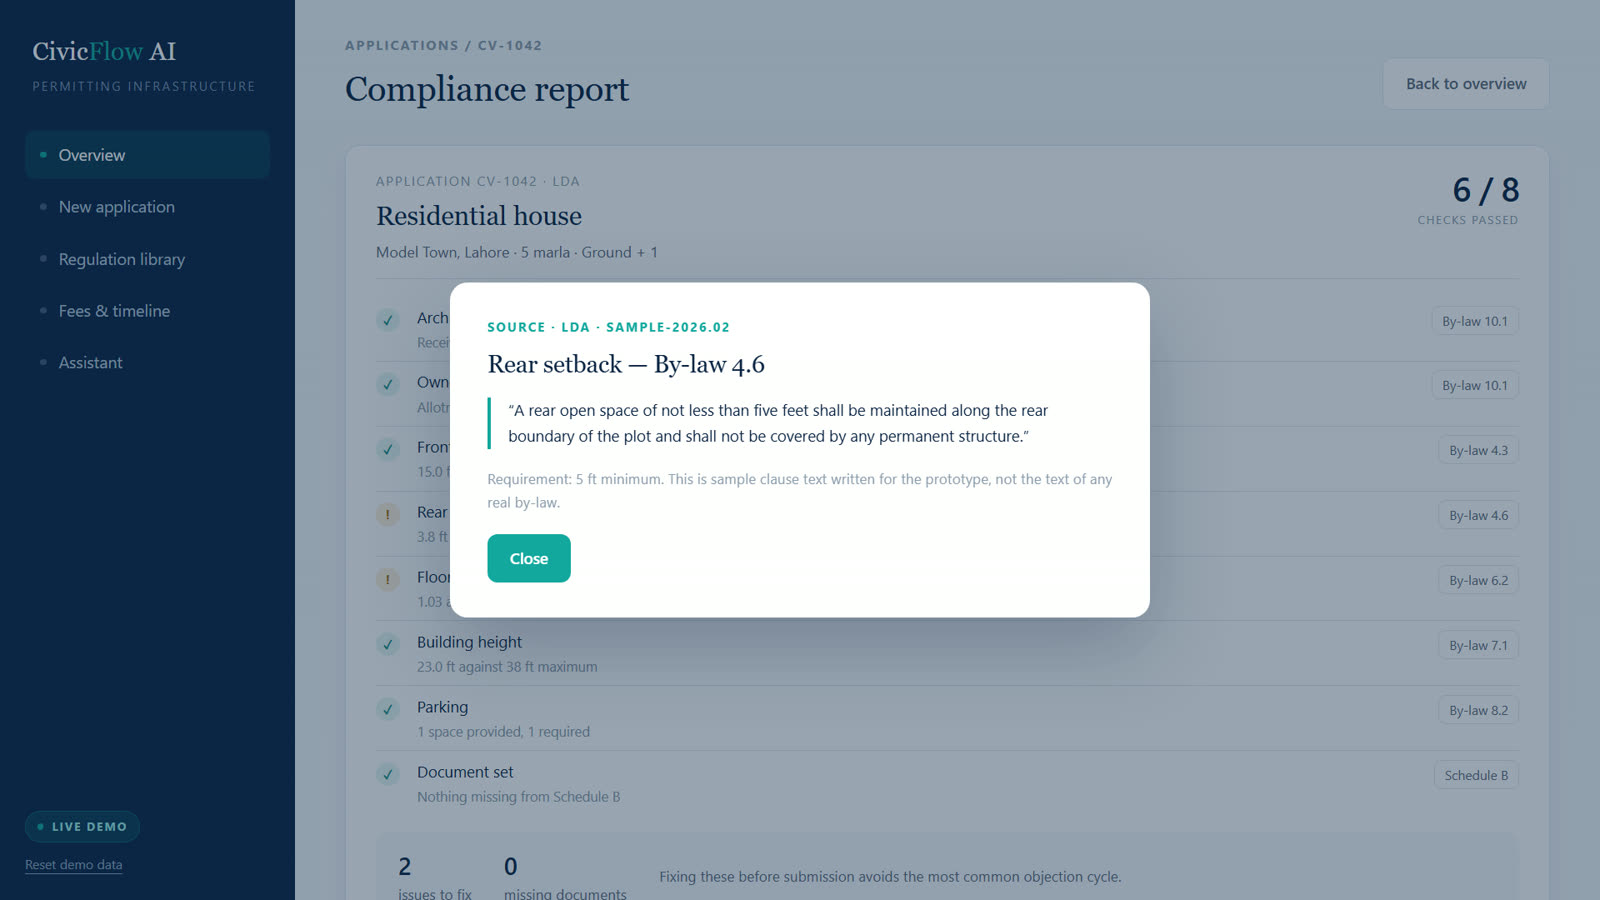 CivicFlow AI
PERMITTING INFRASTRUCTURE
Overview
New application
Regulation library
Fees & timeline
Assistant
LIVE DEMO
Reset demo data
APPLICATIONS / CV-1042
Compliance report
Back to overview
APPLICATION CV-1042 · LDA
Residential house
Model Town, Lahore · 5 marla · Ground + 1
6 / 8
CHECKS PASSED
By-law 10.1
By-law 10.1
Front
15.0 f
By-law 4.3
Rear
3.8 ft
By-law 4.6
Floor
1.03
By-law 6.2
SOURCE · LDA · SAMPLE-2026.02
Rear setback — By-law 4.6
“A rear open space of not less than five feet shall be maintained along the rear
boundary of the plot and shall not be covered by any permanent structure.”
Requirement: 5 ft minimum. This is sample clause text written for the prototype, not the text of any
real by-law.
Close
Building height
23.0 ft against 38 ft maximum
By-law 7.1
Parking
1 space provided, 1 required
By-law 8.2
Document set
Nothing missing from Schedule B
Schedule B
2
issues to fix
0
missing documents
Fixing these before submission avoids the most common objection cycle.